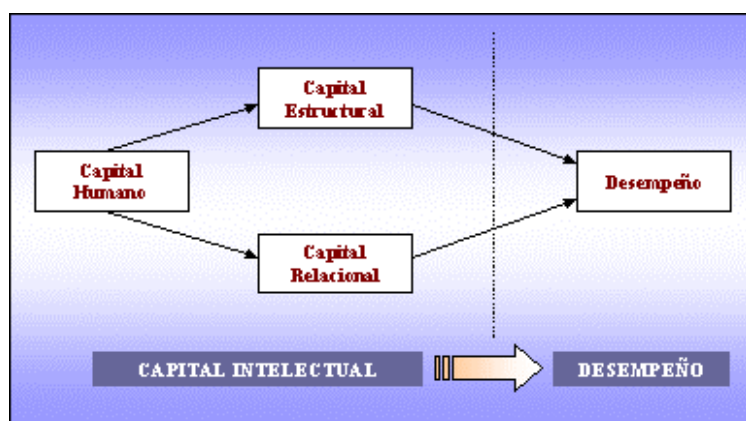 Capital
Estructural
Capital
Humano
Desempeño
Capital
Relacional
CAPITAL INTELECTUAL
DESEMPEÑO